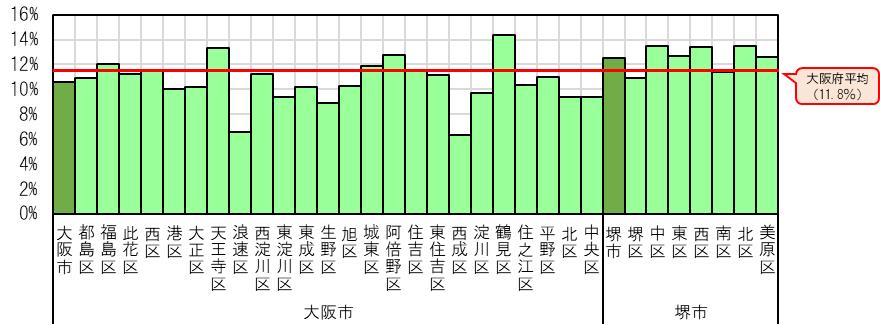 16%
14%
12%
10%
8%
6%
4%
2%
0%
大阪府平均
（11.8%）
大阪市
都島区
福島区
此花区
西区
港区
大正区
天王寺区
浪速区
西淀川区
東淀川区
東成区
生野区
旭区
城東区
阿倍野区
住吉区
東住吉区
西成区
淀川区
鶴見区
住之江区
平野区
北区
中央区
堺市
堺区
中区
東区
西区
南区
北区
美原区
大阪市
堺市